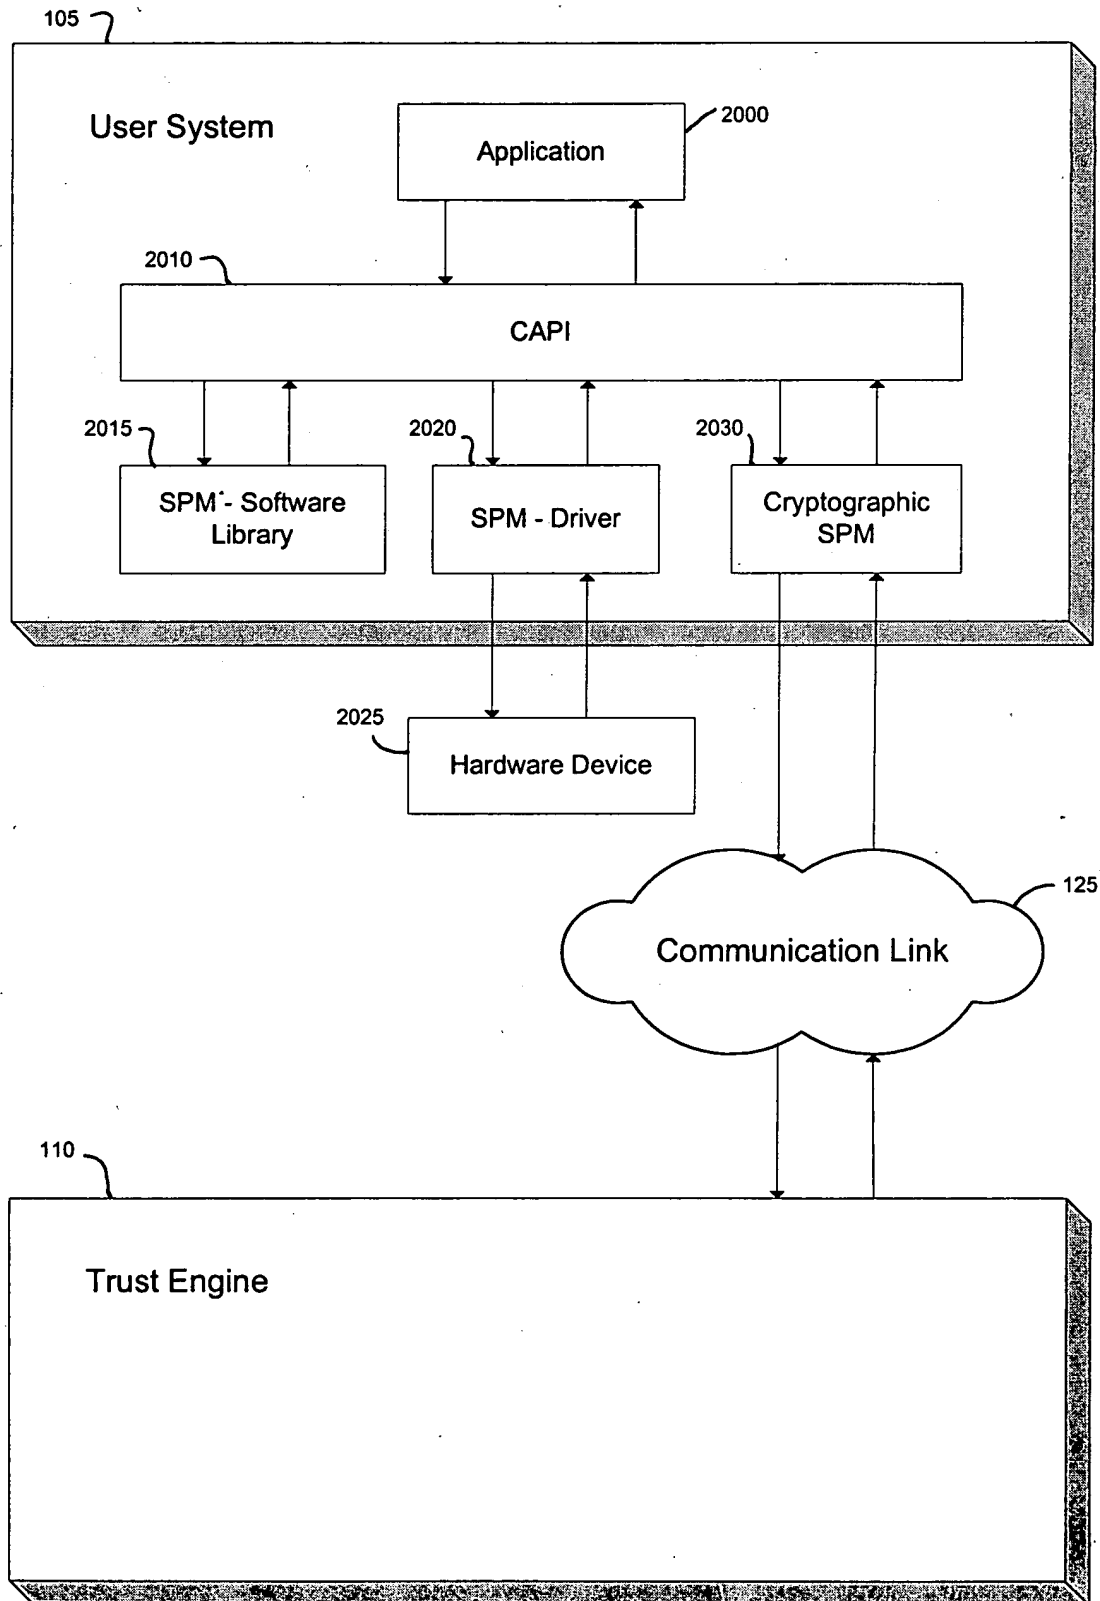 105
User System
2000
Application
2010
CAPI
2015
2020
2030
SPM - Software
Library
SPM - Driver
Cryptographic
SPM
2025
Hardware Device
125
Communication Link
110
Trust Engine